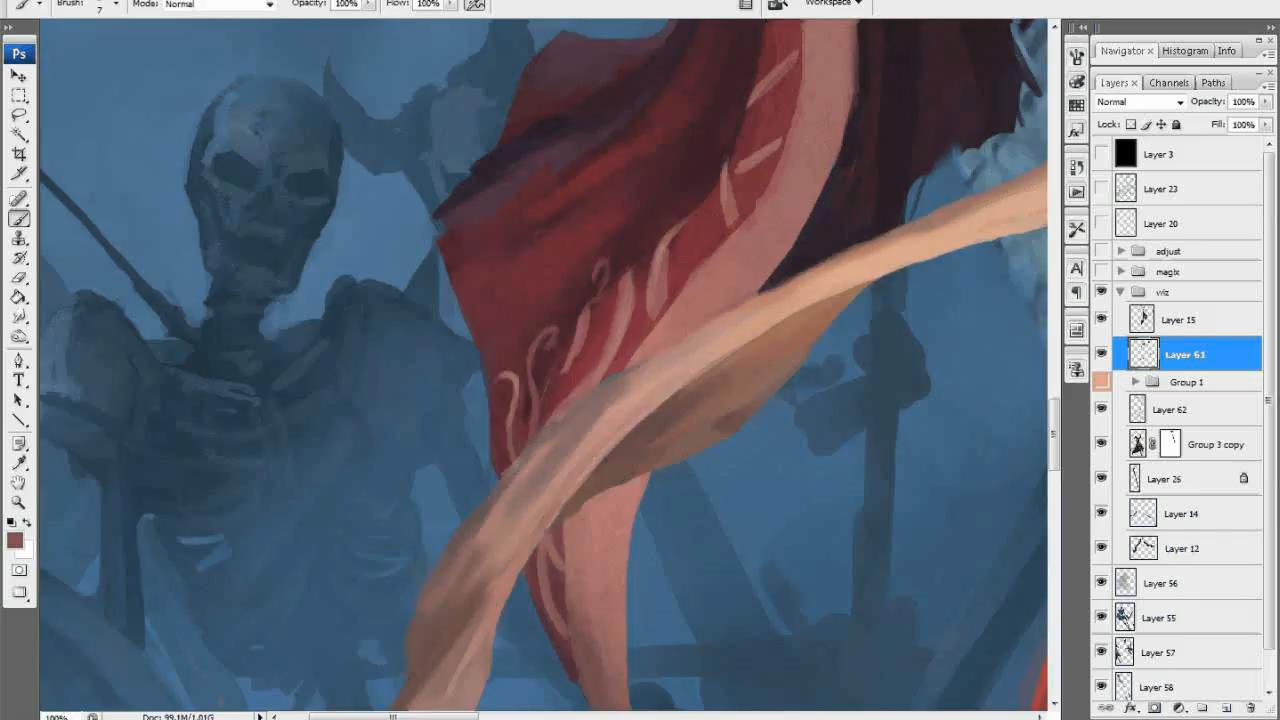 Brush: 7 Mode: Normal Opacity: 100% Flow: 100% Workspace
Ps
Navigator Histogram Info
Layers Channels Paths
Normal Opacity: 100%
Lock: Fill: 100%
Layer 3
Layer 23
Layer 20
adjust
magix
wiz
Layer 15
Layer 61
Group 1
Layer 62
Group 3 copy
Layer 26
Layer 14
Layer 12
Layer 56
Layer 55
Layer 57
Layer 58
100% Doc: 99.1M/1.01G